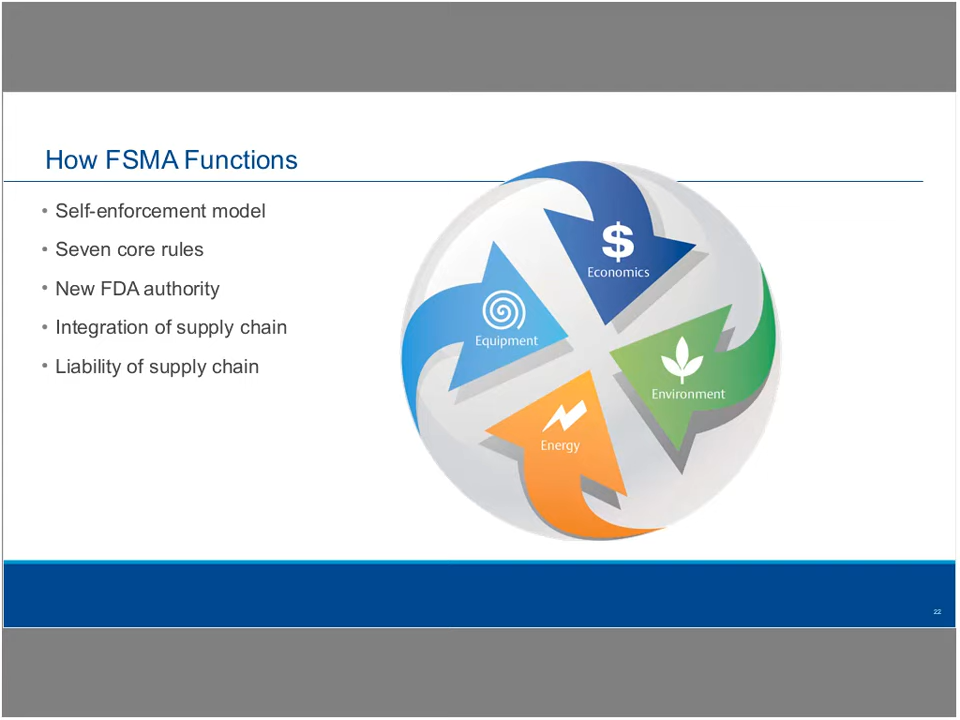 How FSMA Functions
• Self-enforcement model
• Seven core rules
• New FDA authority
• Integration of supply chain
• Liability of supply chain
$
Economics
Equipment
Environment
Energy
22